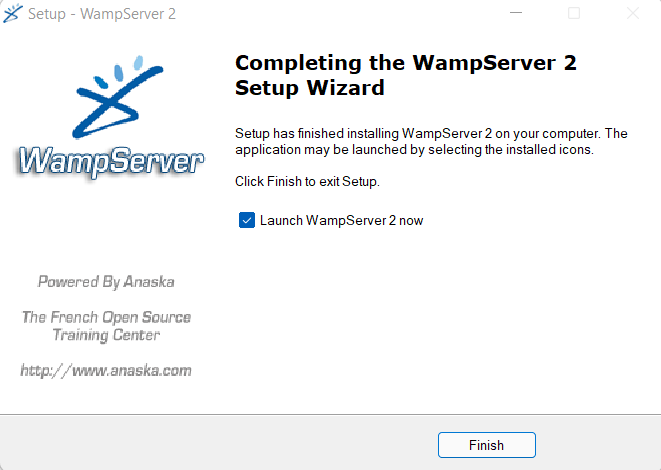 Setup - WampServer 2
Completing the WampServer 2
Setup Wizard
WampServer
Setup has finished installing WampServer 2 on your computer. The
application may be launched by selecting the installed icons.
Click Finish to exit Setup.
Launch WampServer 2 now
Powered By Anaska
The French Open Source
Training Center
http://www.anaska.com
Finish